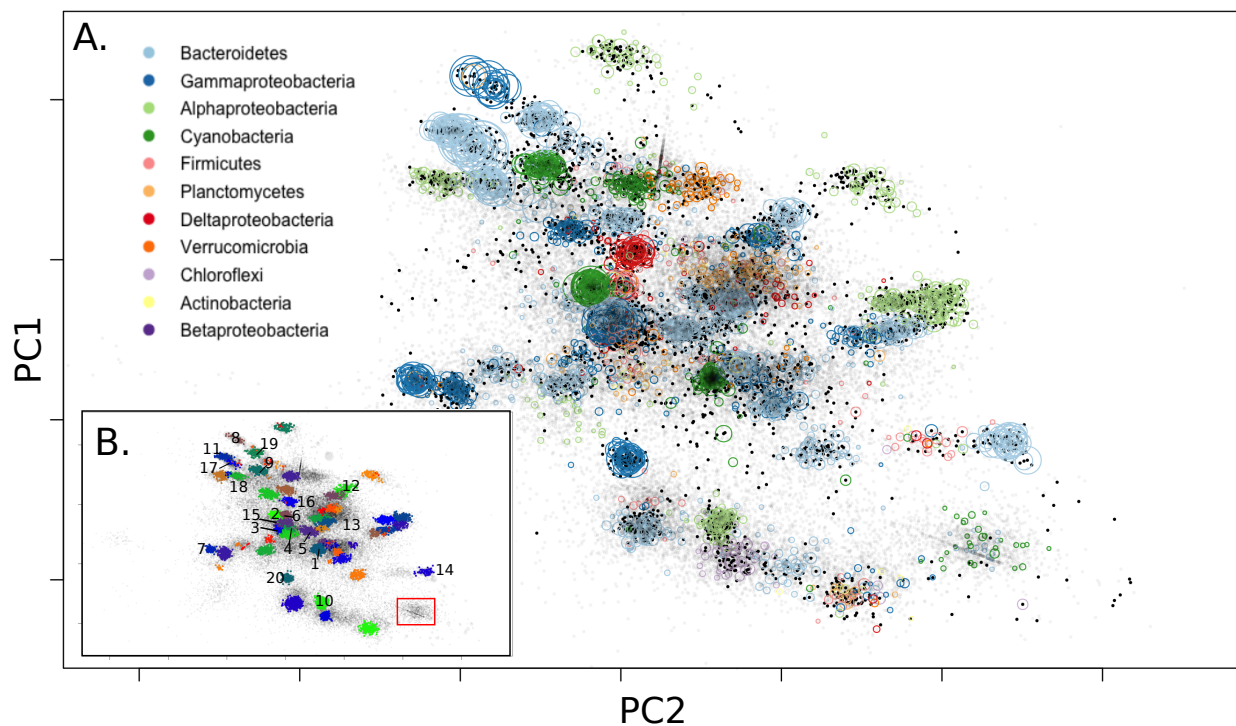 A.
Bacteroidetes
Gammaproteobacteria
Alphaproteobacteria
Cyanobacteria
Firmicutes
Planctomycetes
Deltaproteobacteria
Verrucomicrobia
Chloroflexi
Actinobacteria
Betaproteobacteria
PC1
B.
8
11
19
17
9
18
12
16
15
2
6
3
13
4
5
7
1
14
20
10
PC2